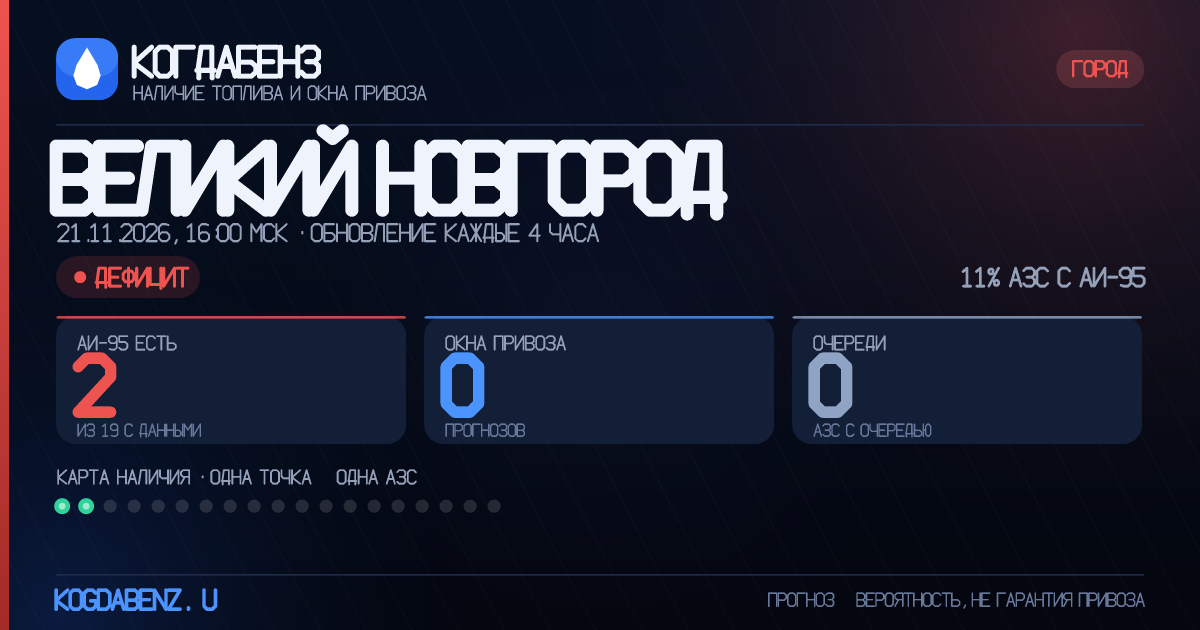 КОГДАБЕНЗ
НАЛИЧИЕ ТОПЛИВА И ОКНА ПРИВОЗА
ГОРОД
ВЕЛИКИЙ НОВГОРОД
21.11.2026, 16:00 МСК · ОБНОВЛЕНИЕ КАЖДЫЕ 4 ЧАСА
ДЕФИЦИТ
11% АЗС С АИ-95
АИ-95 ЕСТЬ
2
ИЗ 19 С ДАННЫМИ
ОКНА ПРИВОЗА
0
ПРОГНОЗОВ
ОЧЕРЕДИ
0
АЗС С ОЧЕРЕДЬЮ
КАРТА НАЛИЧИЯ · ОДНА ТОЧКА ОДНА АЗС
KOGDABENZ. U
ПРОГНОЗ ВЕРОЯТНОСТЬ, НЕ ГАРАНТИЯ ПРИВОЗА